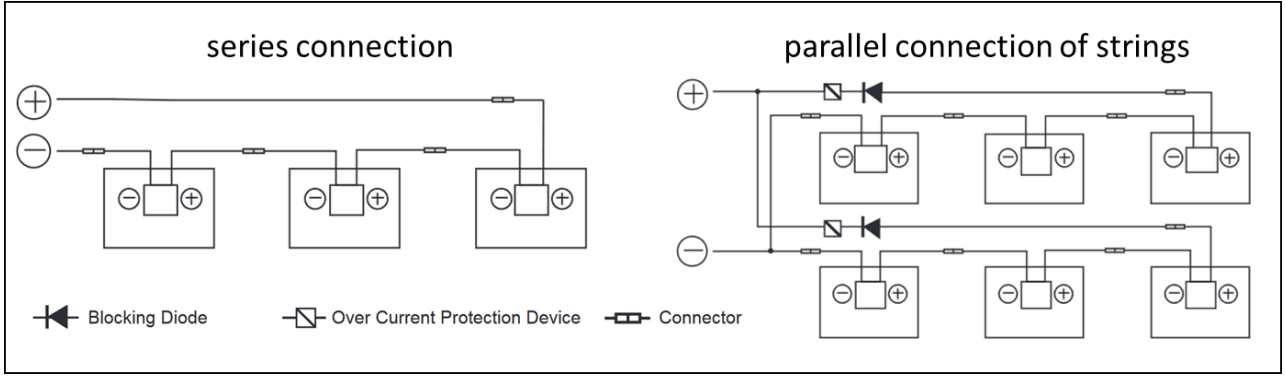 series connection
parallel connection of strings
Blocking Diode
Over Current Protection Device
Connector